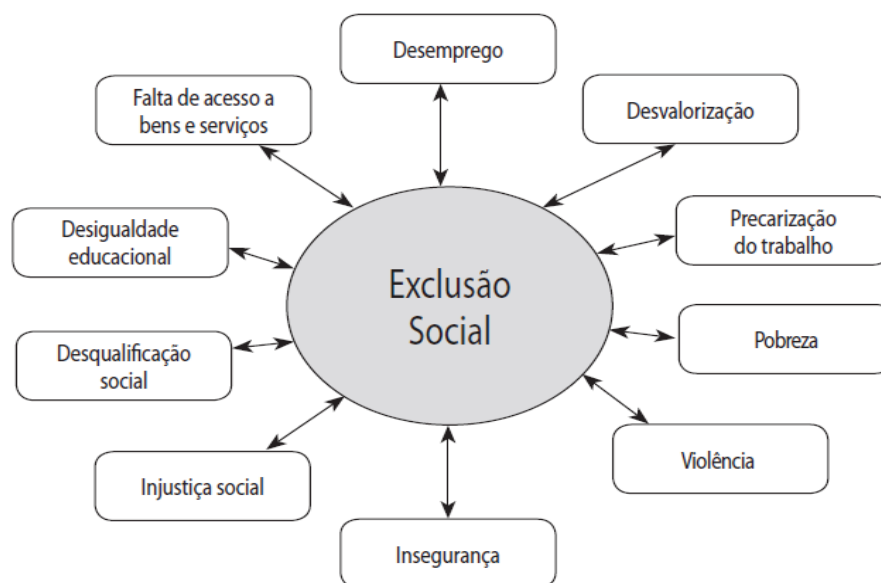 Desemprego
Falta de acesso a
bens e serviços
Desvalorização
Desigualdade
educacional
Precarização
do trabalho
Exclusão
Social
Desqualificação
social
Pobreza
Injustiça social
Violência
Insegurança